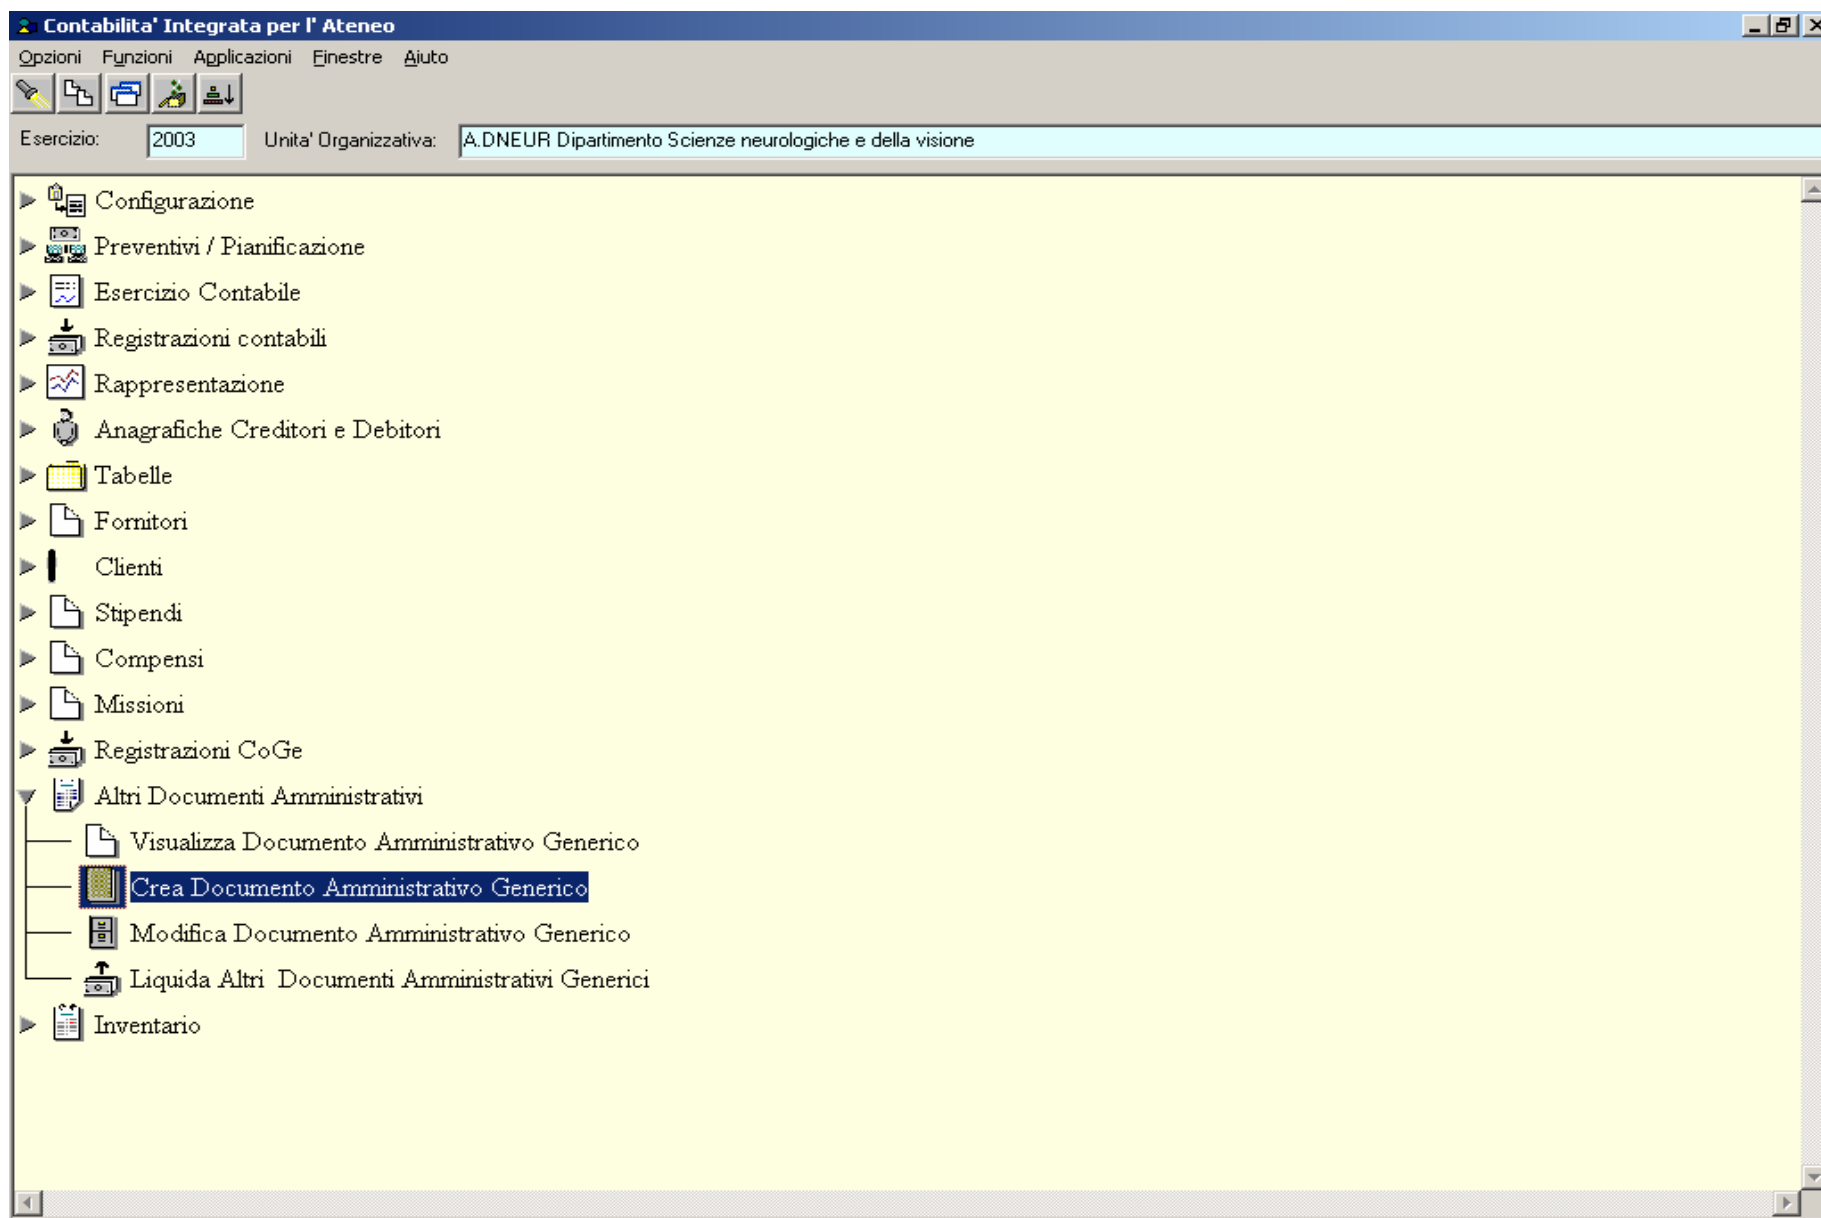 Contabilita' Integrata per l' Ateneo
Opzioni Funzioni Applicazioni Finestre Aiuto
Esercizio: 2003 Unita' Organizzativa: A.DNEUR Dipartimento Scienze neurologiche e della visione
Configurazione
Preventivi / Pianificazione
Esercizio Contabile
Registrazioni contabili
Rappresentazione
Anagrafiche Creditori e Debitori
Tabelle
Fornitori
Clienti
Stipendi
Compensi
Missioni
Registrazioni CoGe
Altri Documenti Amministrativi
Visualizza Documento Amministrativo Generico
Crea Documento Amministrativo Generico
Modifica Documento Amministrativo Generico
Liquida Altri  Documenti Amministrativi Generici
Inventario